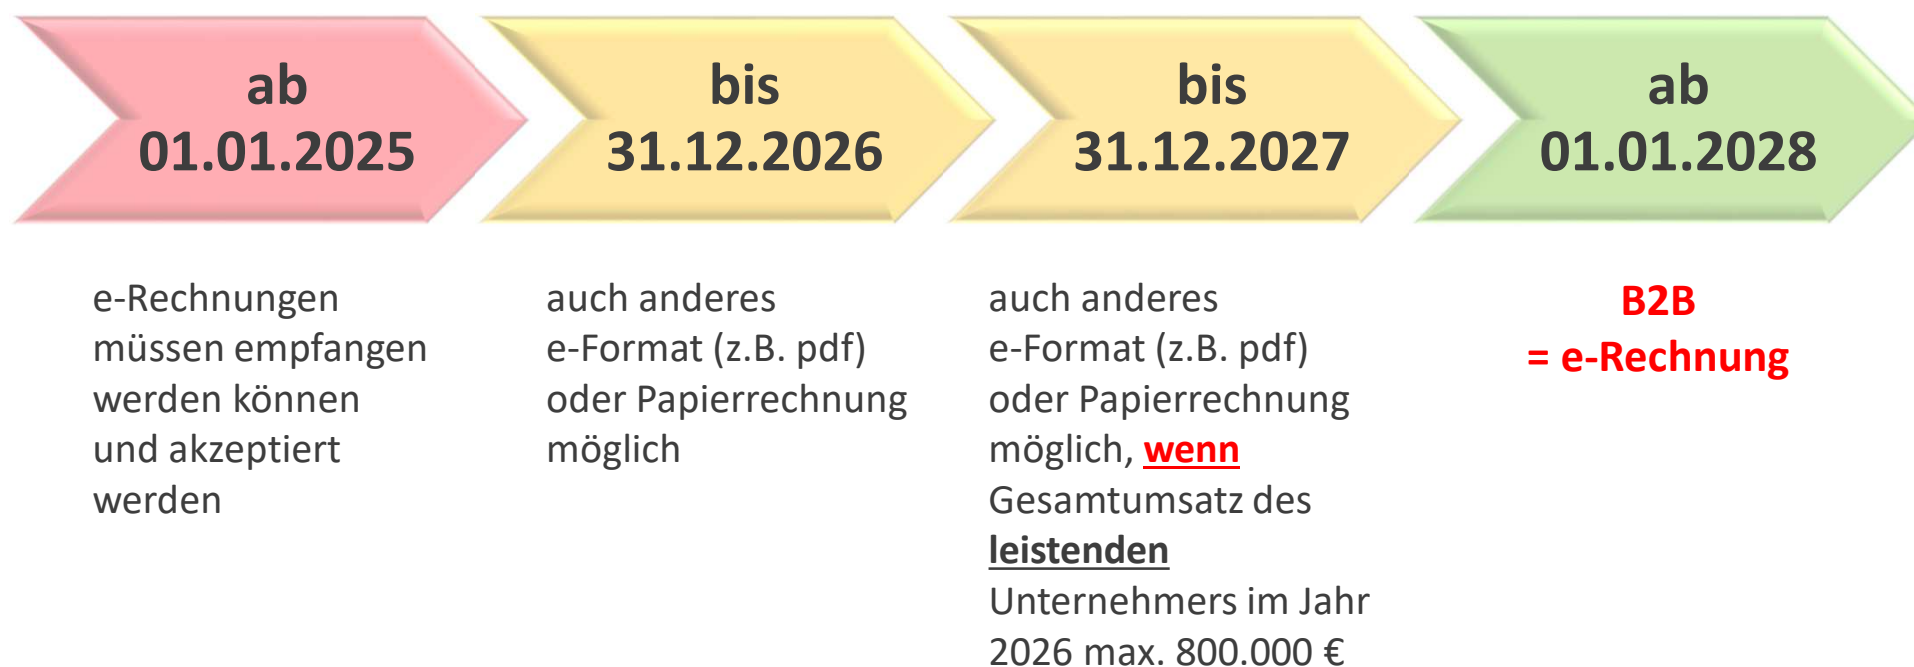 ab
01.01.2025
bis
31.12.2026
bis
31.12.2027
ab
01.01.2028
e-Rechnungen
müssen empfangen
werden können
und akzeptiert
werden
auch anderes
e-Format (z.B. pdf)
oder Papierrechnung
möglich
auch anderes
e-Format (z.B. pdf)
oder Papierrechnung
möglich, wenn
Gesamtumsatz des
leistenden
Unternehmers im Jahr
2026 max. 800.000 €
B2B
= e-Rechnung